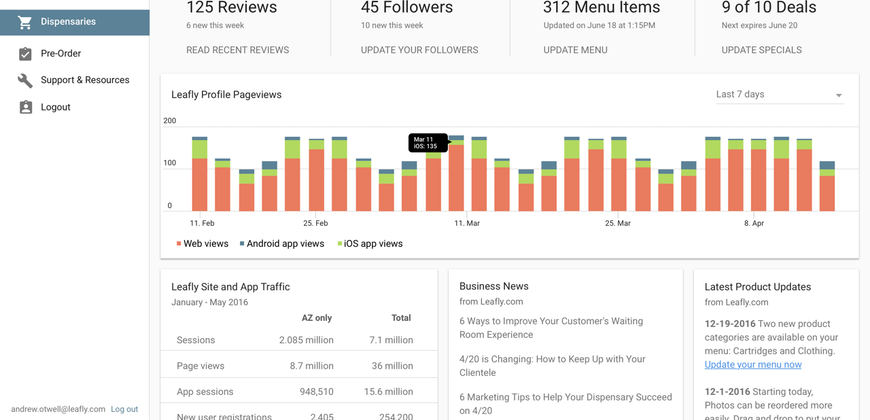 Dispensaries
Pre-Order
Support & Resources
Logout
andrew.otwell@leafly.com Log out
125 Reviews
6 new this week
READ RECENT REVIEWS
45 Followers
10 new this week
UPDATE YOUR FOLLOWERS
312 Menu Items
Updated on June 18 at 1:15PM
UPDATE MENU
9 of 10 Deals
Next expires June 20
UPDATE SPECIALS
Leafly Profile Pageviews
Last 7 days
200
100
0
Mar 11
iOS: 135
11. Feb 25. Feb 11. Mar 25. Mar 8. Apr
Web views Android app views iOS app views
Leafly Site and App Traffic
January - May 2016
AZ only Total
Sessions 2.085 million 7.1 million
Page views 8.7 million 36 million
App sessions 948,510 15.6 million
New user registrations 2,405 254,200
Business News
from Leafly.com
6 Ways to Improve Your Customer's Waiting
Room Experience
4/20 is Changing: How to Keep Up with Your
Clientele
6 Marketing Tips to Help Your Dispensary Succeed
on 4/20
Latest Product Updates
from Leafly.com
12-19-2016 Two new product
categories are available on your
menu: Cartridges and Clothing.
Update your menu now
12-1-2016 Starting today,
Photos can be reordered more
easily. Drag and drop to put your